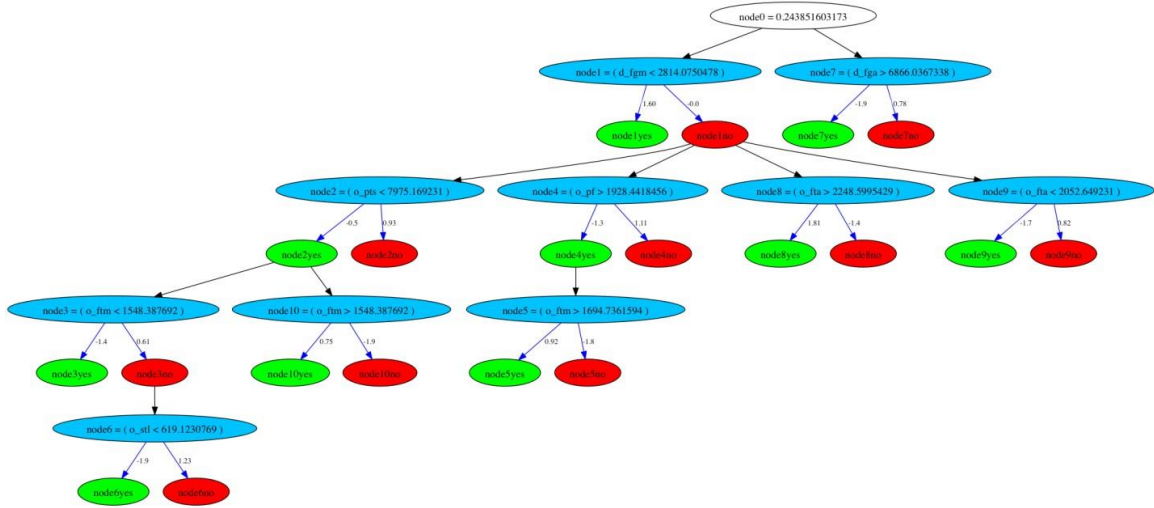 node0 = 0.243851603173
node1 = ( d_fgm < 2814.0750478 )
node7 = ( d_fga > 6866.0367338 )
1.60
-0.0
-1.9
0.78
node1yes
node1no
node7yes
node7no
node2 = ( o_pts < 7975.169231 )
node4 = ( o_pf > 1928.4418456 )
node8 = ( o_fta > 2248.5995429 )
node9 = ( o_fta < 2052.649231 )
-0.5
0.93
-1.3
1.11
1.81
-1.4
-1.7
0.82
node2yes
node2no
node4yes
node4no
node8yes
node8no
node9yes
node9no
node3 = ( o_ftm < 1548.387692 )
node10 = ( o_ftm > 1548.387692 )
node5 = ( o_ftm > 1694.7361594 )
-1.4
0.61
0.75
-1.9
0.92
-1.8
node3yes
node3no
node10yes
node10no
node5yes
node5no
node6 = ( o_stl < 619.1230769 )
-1.9
1.23
node6yes
node6no